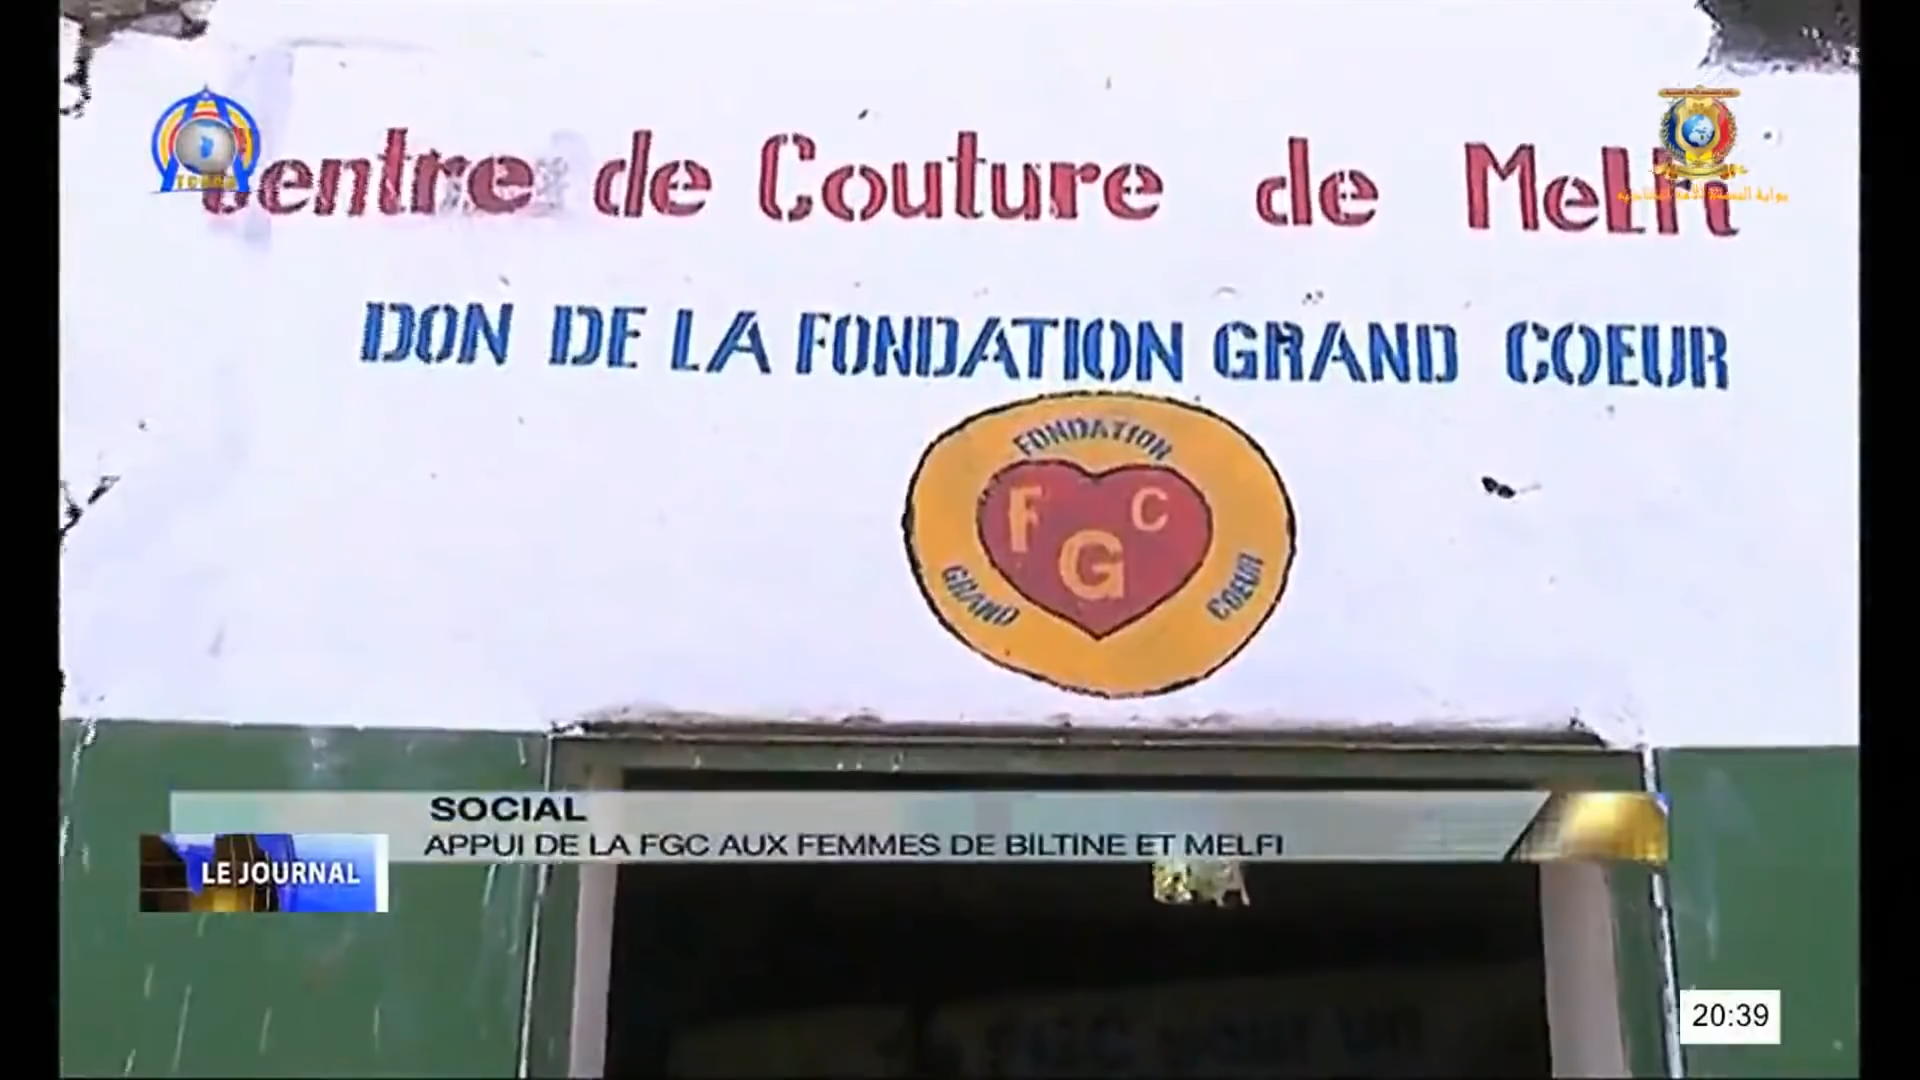 Centre de Couture de Melfi
DON DE LA FONDATION GRAND COEUR
FONDATION
F G C
GRAND COEUR
SOCIAL
APPUI DE LA FGC AUX FEMMES DE BILTINE ET MELFI
LE JOURNAL
20:39